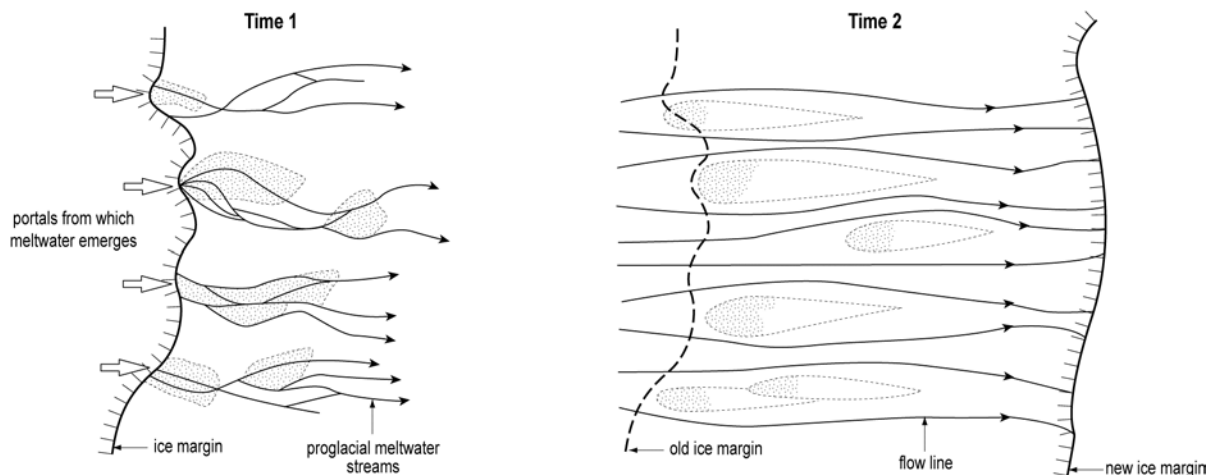 Time 1
portals from which
meltwater emerges
ice margin
proglacial meltwater
streams
Time 2
old ice margin
flow line
new ice margin